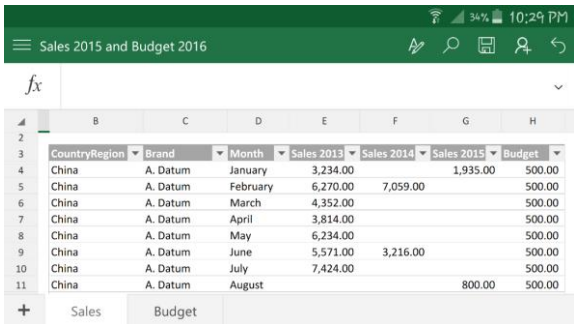 34% 10:29 PM
Sales 2015 and Budget 2016
fx
B C D E F G H
2
3 CountryRegion Brand Month Sales 2013 Sales 2014 Sales 2015 Budget
4 China A. Datum January 3,234.00 1,935.00 500.00
5 China A. Datum February 6,270.00 7,059.00 500.00
6 China A. Datum March 4,352.00 500.00
7 China A. Datum April 3,814.00 500.00
8 China A. Datum May 6,234.00 500.00
9 China A. Datum June 5,571.00 3,216.00 500.00
10 China A. Datum July 7,424.00 500.00
11 China A. Datum August 800.00 500.00
+ Sales Budget